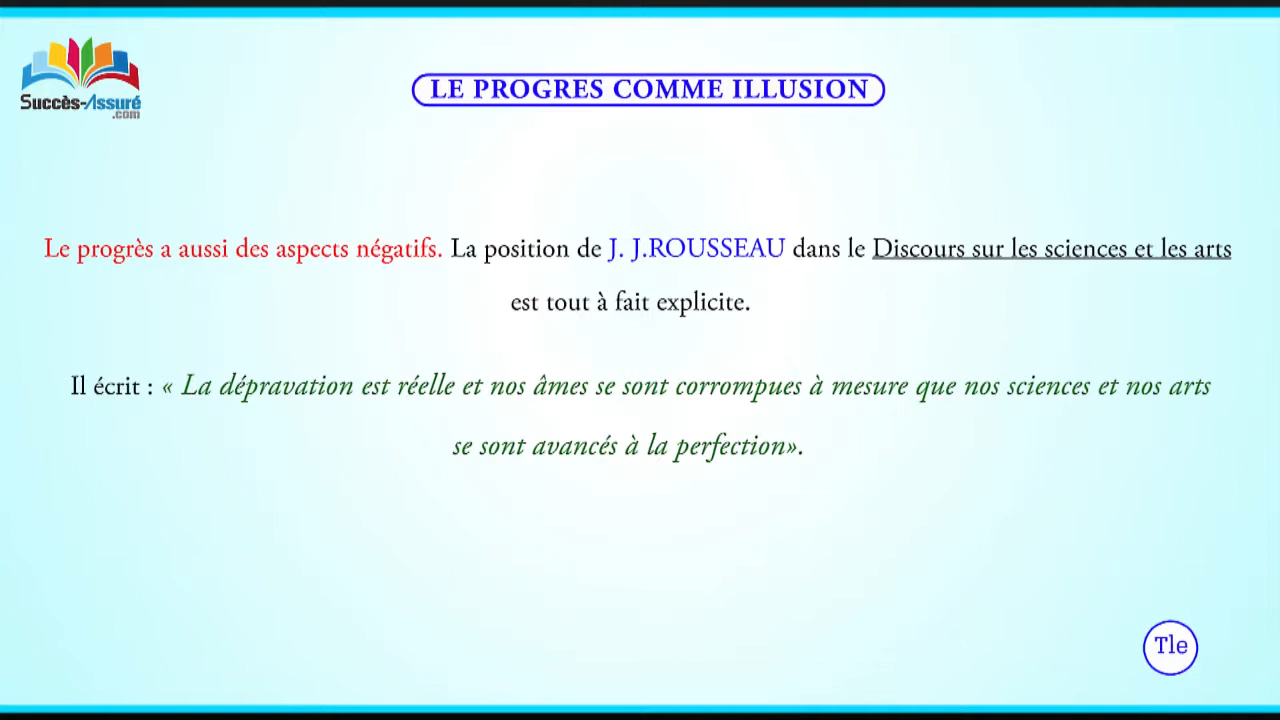 Succès-Assuré
.com
LE PROGRES COMME ILLUSION
Le progrès a aussi des aspects négatifs. La position de J. J.ROUSSEAU dans le Discours sur les sciences et les arts
est tout à fait explicite.
Il écrit : « La dépravation est réelle et nos âmes se sont corrompues à mesure que nos sciences et nos arts
se sont avancés à la perfection».
Tle